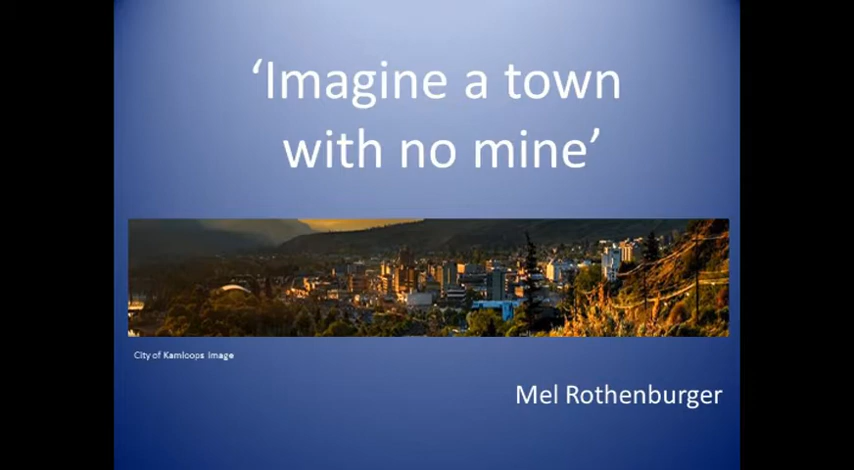 ‘Imagine a town
with no mine’
City of Kamloops Image
Mel Rothenburger